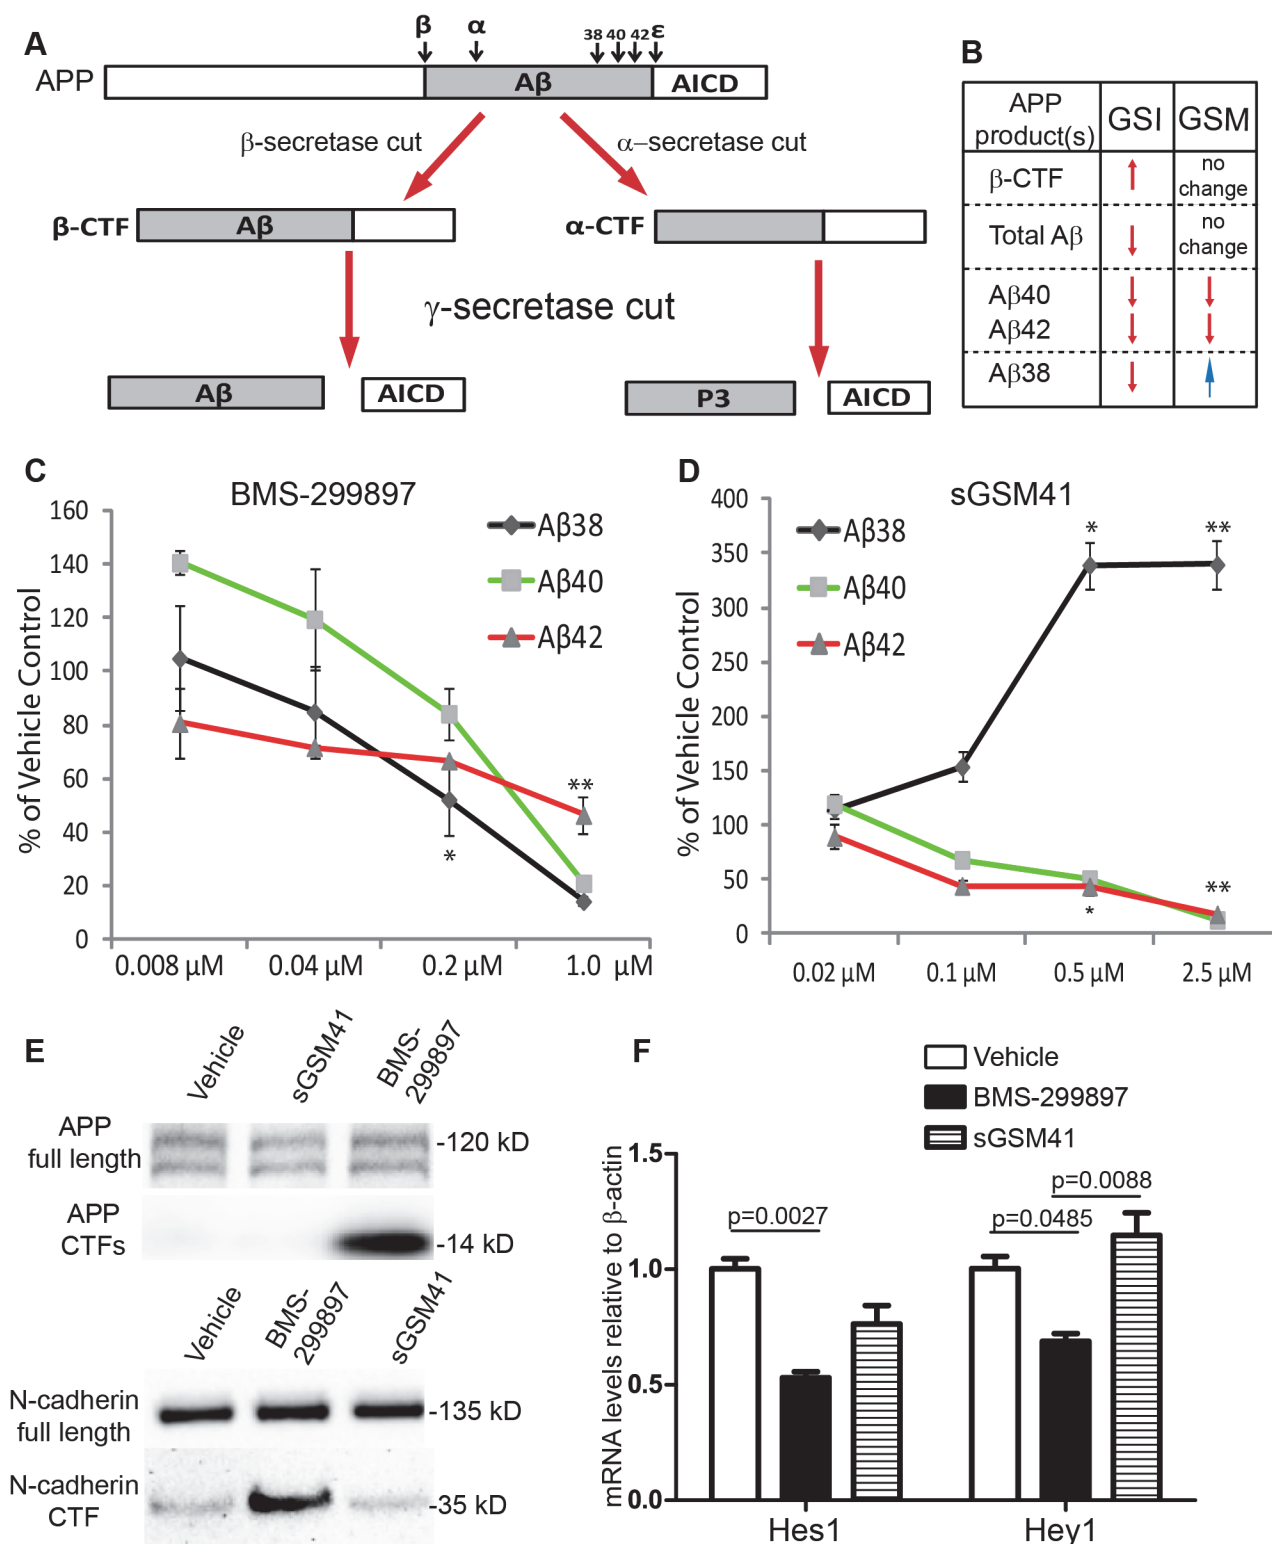 A
β α 38 40 42 ε
APP Aβ AICD
β-secretase cut α–secretase cut
β-CTF Aβ α-CTF
γ-secretase cut
Aβ AICD P3 AICD
B
APP product(s) GSI GSM
β-CTF no change
Total Aβ no change
Aβ40
Aβ42
Aβ38
C
BMS-299897
% of Vehicle Control
160
140
120
100
80
60
40
20
0
Aβ38
Aβ40
Aβ42
**
*
0.008 µM 0.04 µM 0.2 µM 1.0 µM
D
sGSM41
% of Vehicle Control
400
350
300
250
200
150
100
50
0
Aβ38
Aβ40
Aβ42
* **
**
*
0.02 µM 0.1 µM 0.5 µM 2.5 µM
E
Vehicle sGSM41 BMS-299897
APP
full length
-120 kD
APP
CTFs
-14 kD
Vehicle BMS-299897 sGSM41
N-cadherin
full length
-135 kD
N-cadherin
CTF
-35 kD
F
Vehicle
BMS-299897
sGSM41
mRNA levels relative to β-actin
1.5
1.0
0.5
0.0
p=0.0027
p=0.0088
p=0.0485
Hes1 Hey1